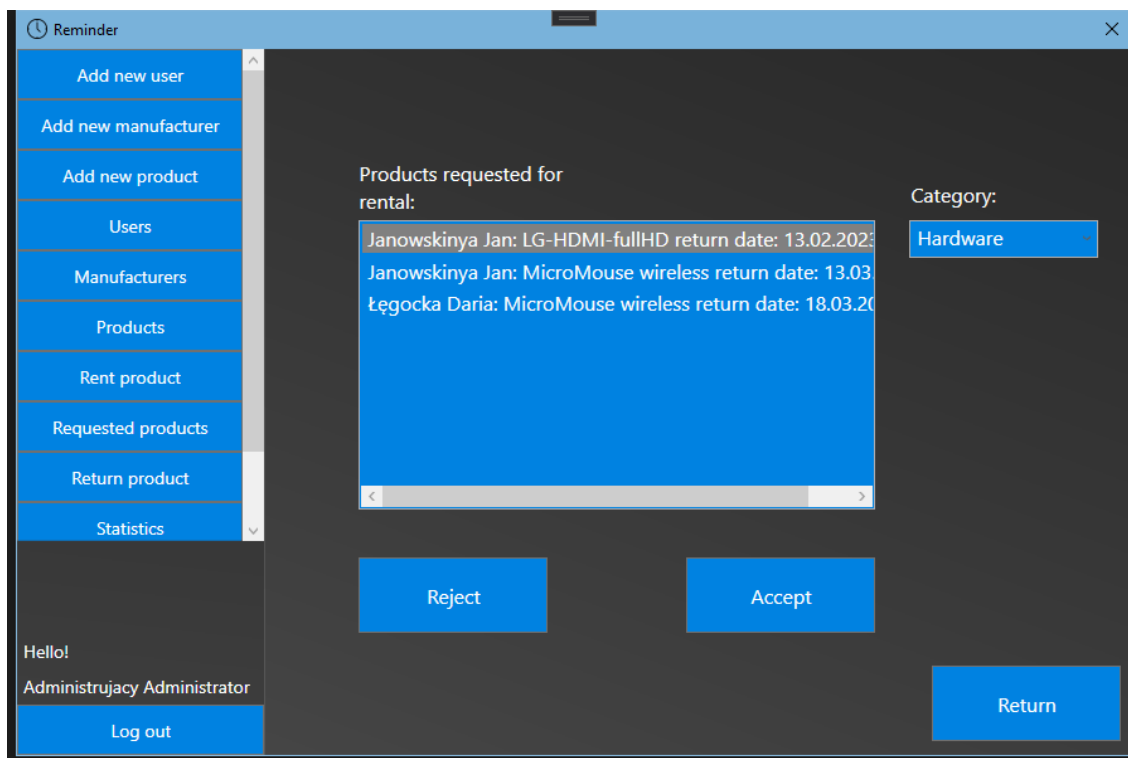 Reminder
Add new user
Add new manufacturer
Add new product
Users
Manufacturers
Products
Rent product
Requested products
Return product
Statistics
Hello!
Administrujacy Administrator
Log out
Products requested for
rental:
Janowskinya Jan: LG-HDMI-fullHD return date: 13.02.2023
Janowskinya Jan: MicroMouse wireless return date: 13.03.
Łęgocka Daria: MicroMouse wireless return date: 18.03.20
Category:
Hardware
Reject
Accept
Return